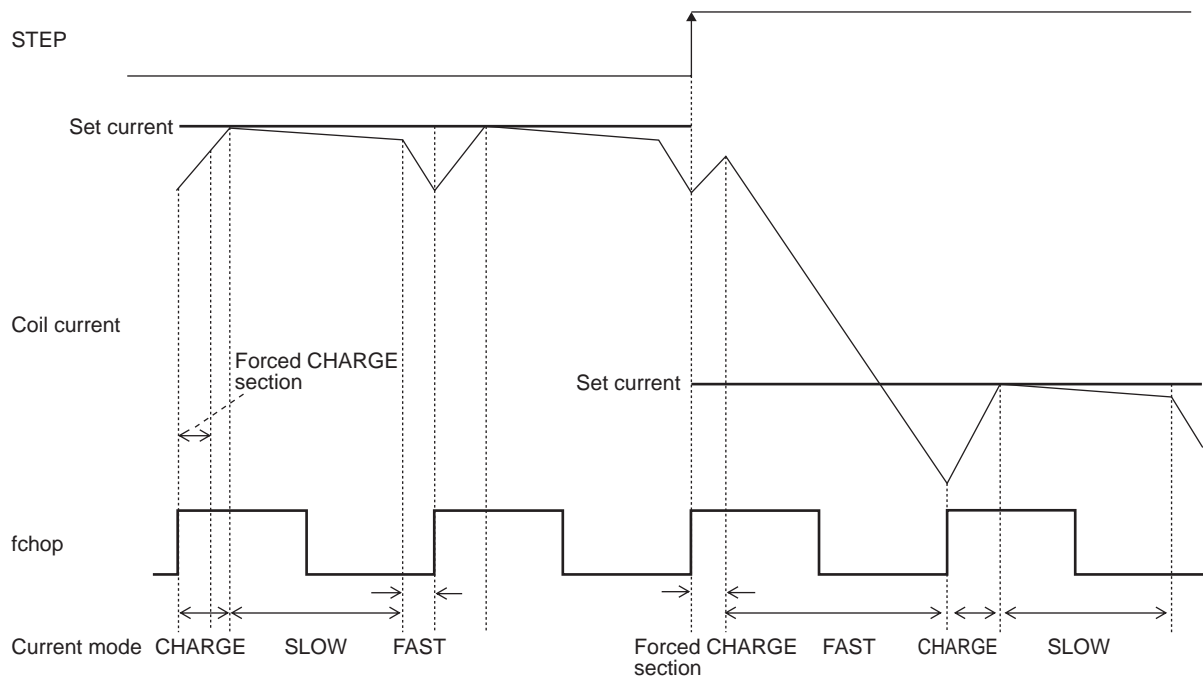 STEP
Set current
Coil current
Forced CHARGE
section
Set current
fchop
Current mode CHARGE SLOW FAST Forced CHARGE FAST CHARGE SLOW
section